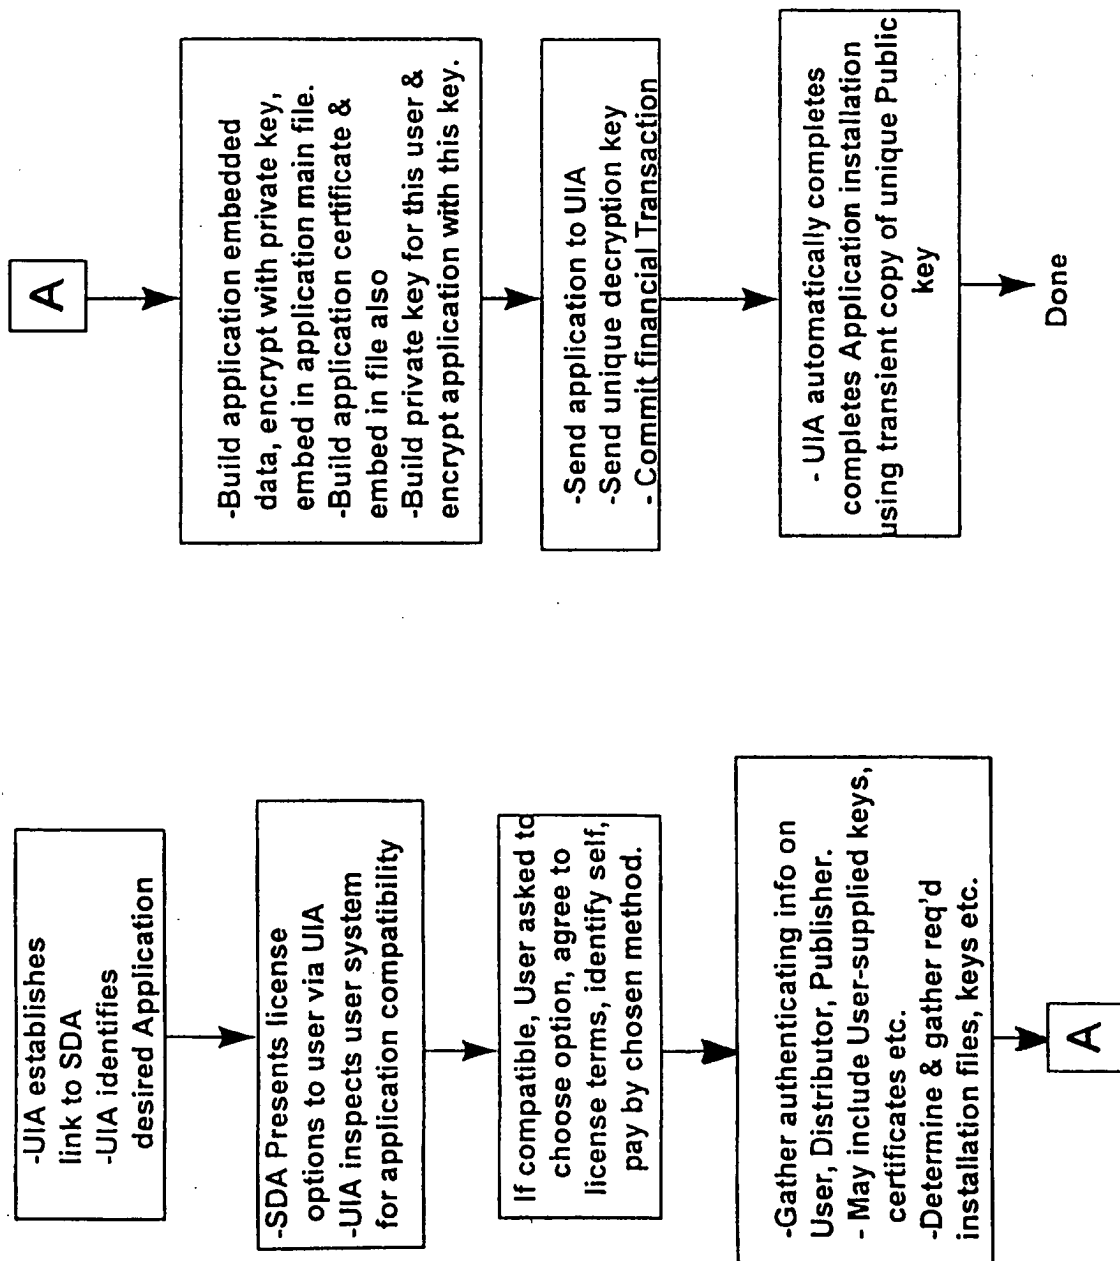 -UIA establishes
link to SDA
-UIA identifies
desired Application
-SDA Presents license
options to user via UIA
-UIA inspects user system
for application compatibility
If compatible, User asked to
choose option, agree to
license terms, identify self,
pay by chosen method.
-Gather authenticating info on
User, Distributor, Publisher.
- May include User-supplied keys,
certificates etc.
-Determine & gather req'd
installation files, keys etc.
A
A
-Build application embedded
data, encrypt with private key,
embed in application main file.
-Build application certificate &
embed in file also
-Build private key for this user &
encrypt application with this key.
-Send application to UIA
-Send unique decryption key
- Commit financial Transaction
- UIA automatically completes
completes Application installation
using transient copy of unique Public
key
Done